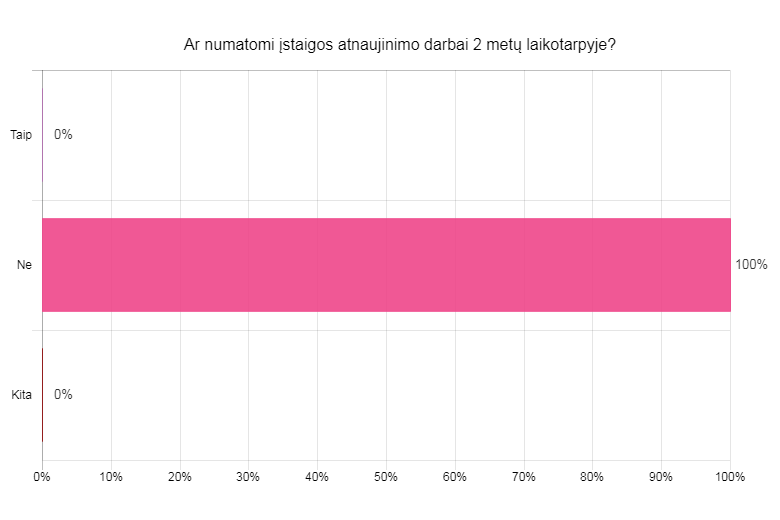 Ar numatomi įstaigos atnaujinimo darbai 2 metų laikotarpyje?
Taip 0%
Ne 100%
Kita 0%
0% 10% 20% 30% 40% 50% 60% 70% 80% 90% 100%